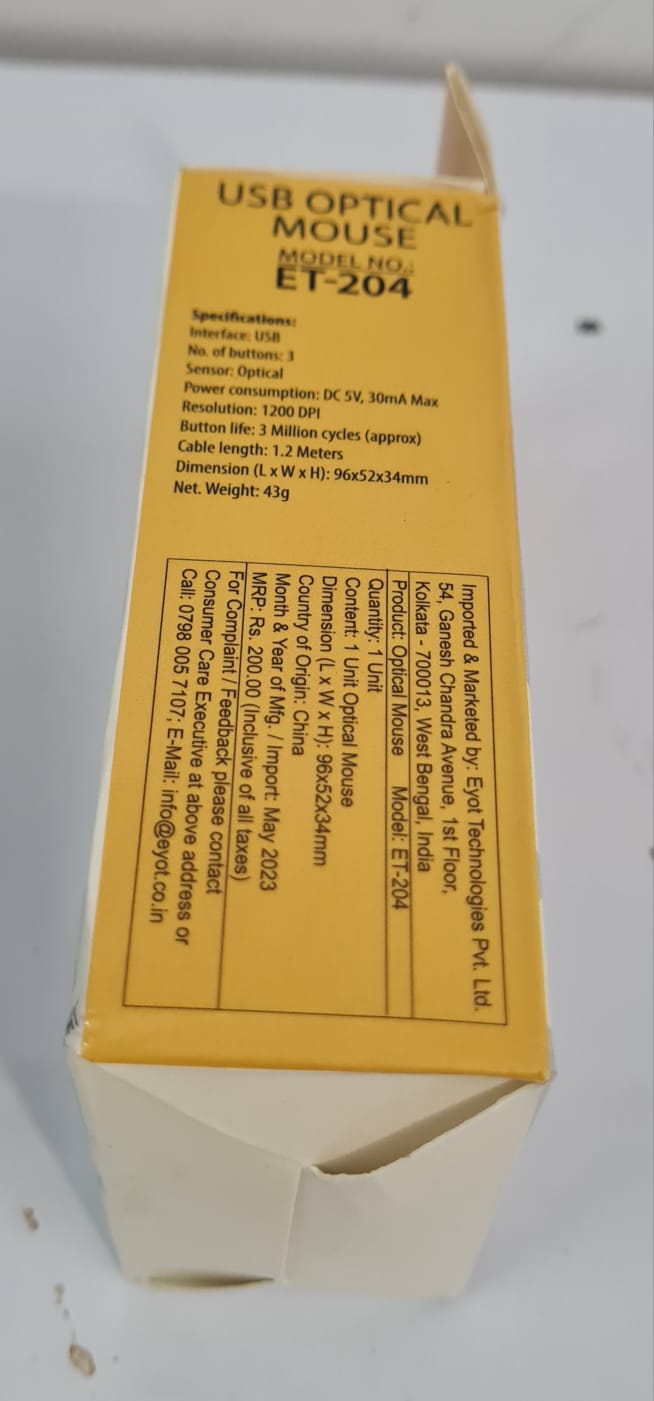 USB OPTICAL
MOUSE
MODEL NO.:
ET-204
Specifications:
Interface: USB
No. of buttons: 3
Sensor: Optical
Power consumption: DC 5V, 30mA Max
Resolution: 1200 DPI
Button life: 3 Million cycles (approx)
Cable length: 1.2 Meters
Dimension (L x W x H): 96x52x34mm
Net. Weight: 43g
Imported & Marketed by: Eyot Technologies Pvt. Ltd.
54, Ganesh Chandra Avenue, 1st Floor,
Kolkata - 700013, West Bengal, India
Product: Optical Mouse Model: ET-204
Quantity: 1 Unit
Content: 1 Unit Optical Mouse
Dimension (L x W x H): 96x52x34mm
Country of Origin: China
Month & Year of Mfg. / Import: May 2023
MRP: Rs. 200.00 (Inclusive of all taxes)
For Complaint / Feedback please contact
Consumer Care Executive at above address or
Call: 0798 005 7107; E-Mail: info@eyot.co.in